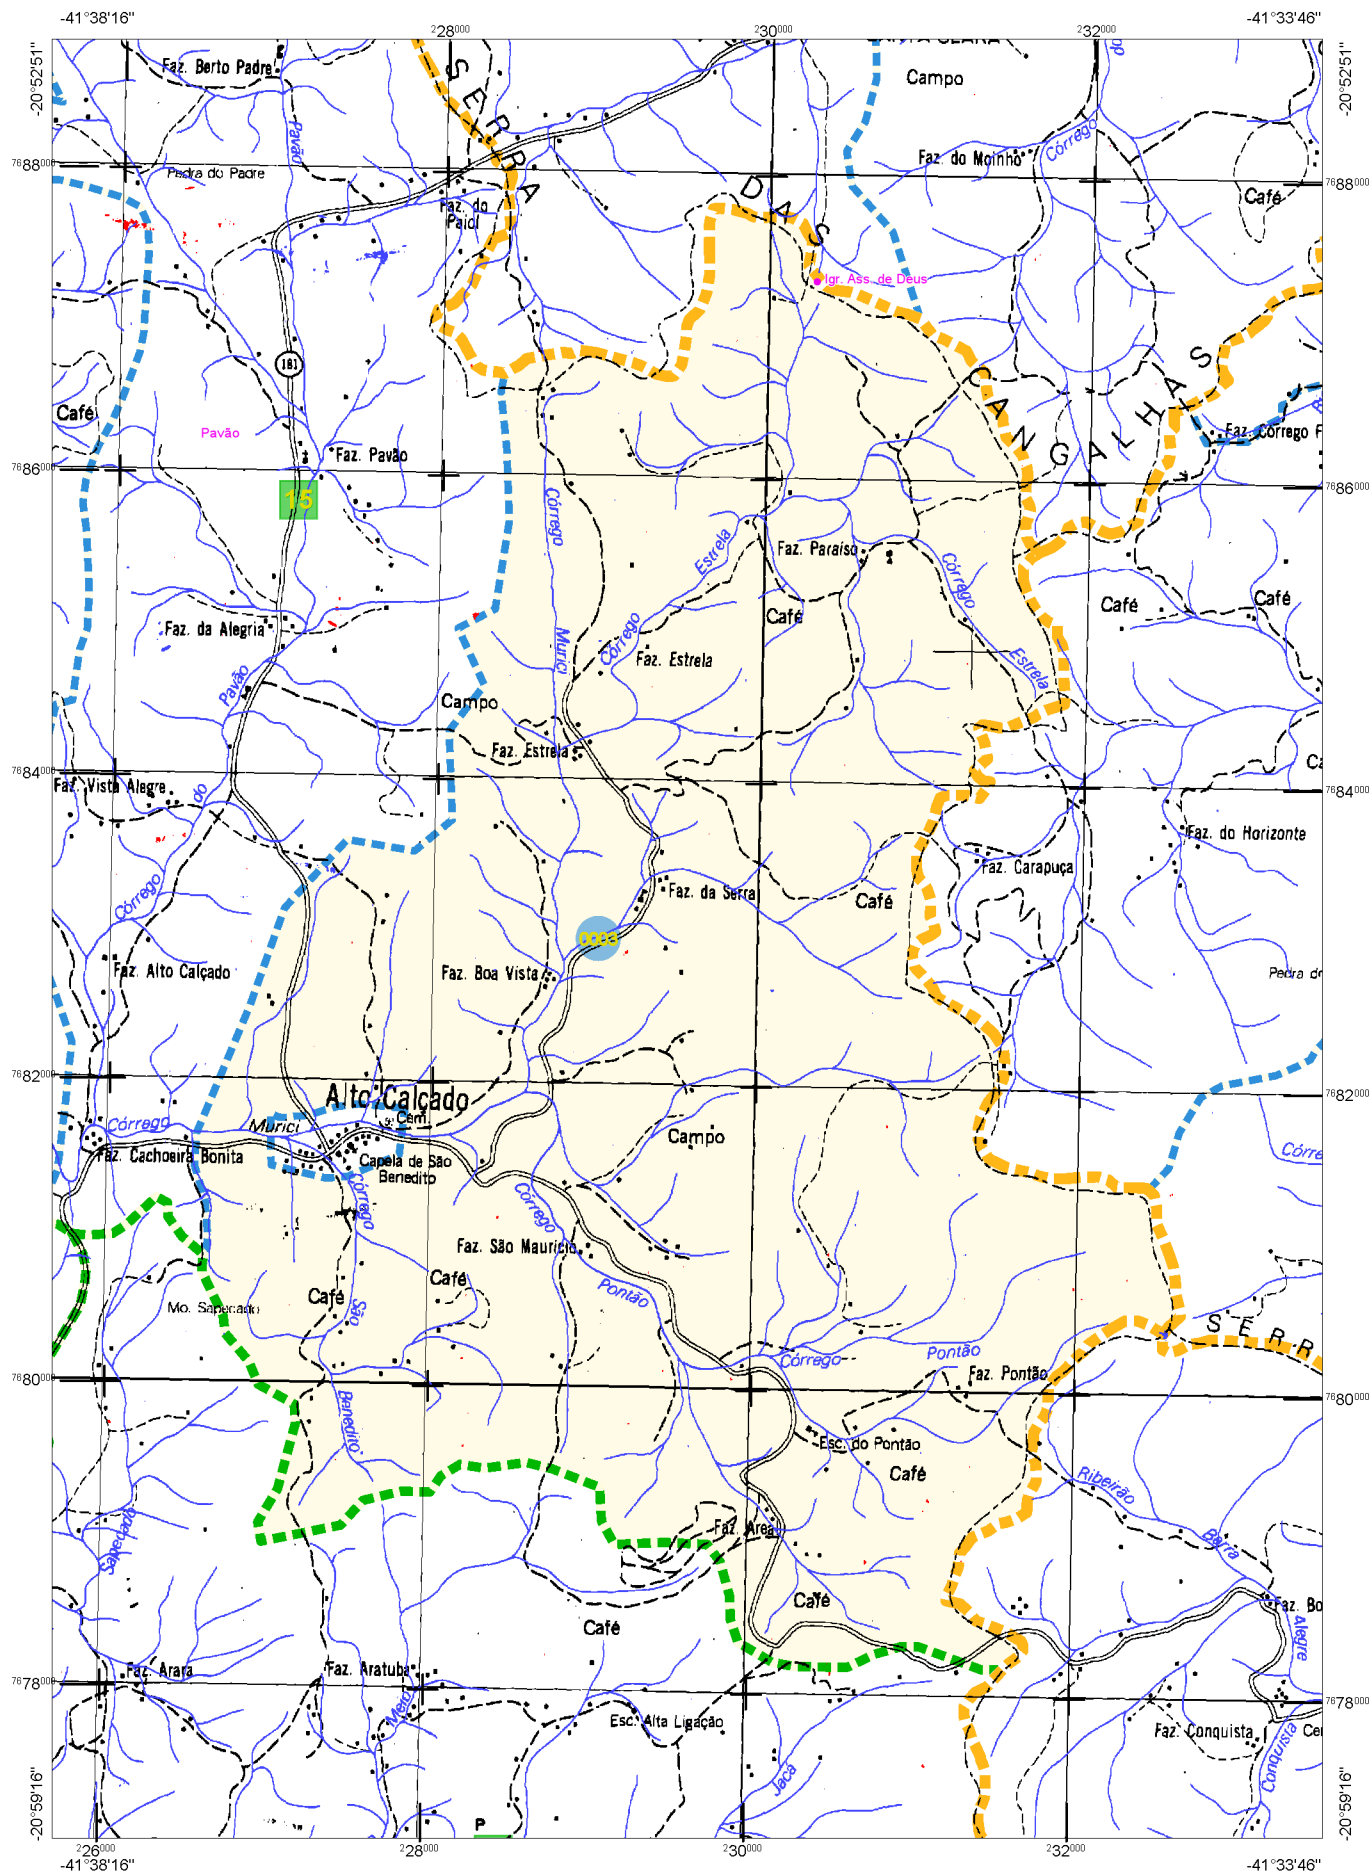 -41°38'16"
-41°33'46"
228000
230000
232000
-20°52'51"
-20°52'51"
Faz. Berto Padre
SERRA
Campo
Pavão
Faz. do Moinho
Córrego
7688000
7688000
Pedra do Padre
Café
Faz. do
Paiol
DAS
Igr. Ass. de Deus
181
CANGALHAS
Café
Pavão
Faz. Pavão
Faz. Córrego F
7686000
7686000
15
Córrego
Estrela
Faz. Paraíso
Córrego
Café
Café
Café
Faz. da Alegria
Murici
Córrego
Faz. Estrela
Estrela
Pavão
Campo
Faz. Estrela
7684000
7684000
Faz. Vista Alegre
do
Faz. do Horizonte
Faz. Carapuça
Córrego
Faz. da Serra
Café
0003
Faz. Alto Calçado
Faz. Boa Vista
7682000
7682000
Alto Calçado
Cem.
Córrego
Murici
Campo
Faz. Cachoeira Bonita
Capela de São
Benedito
Córrego
Córrego
Faz. São Maurício
Café
Café
Pontão
Mo. Sapecado
São
SERR
Córrego
Pontão
Faz. Pontão
7680000
7680000
Benedito
Esc. do Pontão
Café
Ribeirão
Sapecado
Faz. Área
Barra
Café
Café
Faz. Bo
Alegre
Faz. Arara
Faz. Aratuba
7678000
7678000
Meio
Esc. Alta Ligação
Faz. Conquista
Conquista
Jacá
P
-20°59'16"
-20°59'16"
226000
228000
230000
232000
-41°38'16"
-41°33'46"